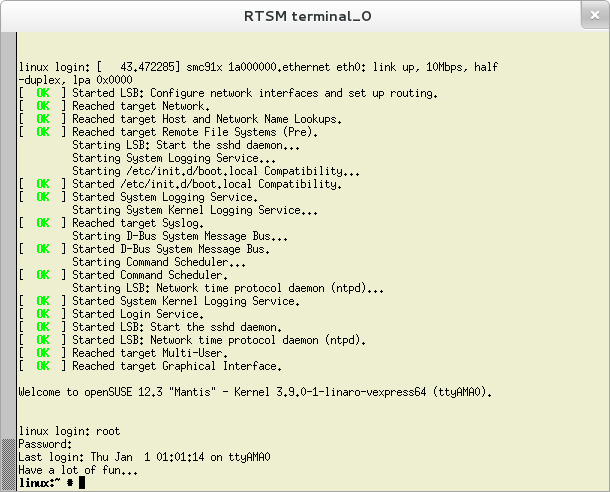 RTSM terminal_0
linux login: [   43.472285] smc91x 1a000000.ethernet eth0: link up, 10Mbps, half
-duplex, lpa 0x0000
[  OK  ] Started LSB: Configure network interfaces and set up routing.
[  OK  ] Reached target Network.
[  OK  ] Reached target Host and Network Name Lookups.
[  OK  ] Reached target Remote File Systems (Pre).
         Starting LSB: Start the sshd daemon...
         Starting System Logging Service...
         Starting /etc/init.d/boot.local Compatibility...
[  OK  ] Started /etc/init.d/boot.local Compatibility.
[  OK  ] Started System Logging Service.
         Starting System Kernel Logging Service...
[  OK  ] Reached target Syslog.
         Starting D-Bus System Message Bus...
[  OK  ] Started D-Bus System Message Bus.
         Starting Command Scheduler...
[  OK  ] Started Command Scheduler.
         Starting LSB: Network time protocol daemon (ntpd)...
[  OK  ] Started System Kernel Logging Service.
[  OK  ] Started Login Service.
[  OK  ] Started LSB: Start the sshd daemon.
[  OK  ] Started LSB: Network time protocol daemon (ntpd).
[  OK  ] Reached target Multi-User.
[  OK  ] Reached target Graphical Interface.
Welcome to openSUSE 12.3 "Mantis" - Kernel 3.9.0-1-linaro-vexpress64 (ttyAMA0).
linux login: root
Password:
Last login: Thu Jan  1 01:01:14 on ttyAMA0
Have a lot of fun...
linux:~ #